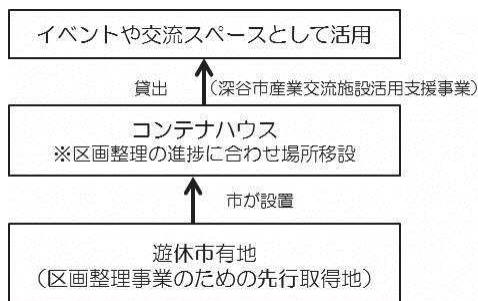 イベントや交流スペースとして活用
貸出 （深谷市産業交流施設活用支援事業）
コンテナハウス
※区画整理の進捗に合わせ場所移設
市が設置
遊休市有地
（区画整理事業のための先行取得地）